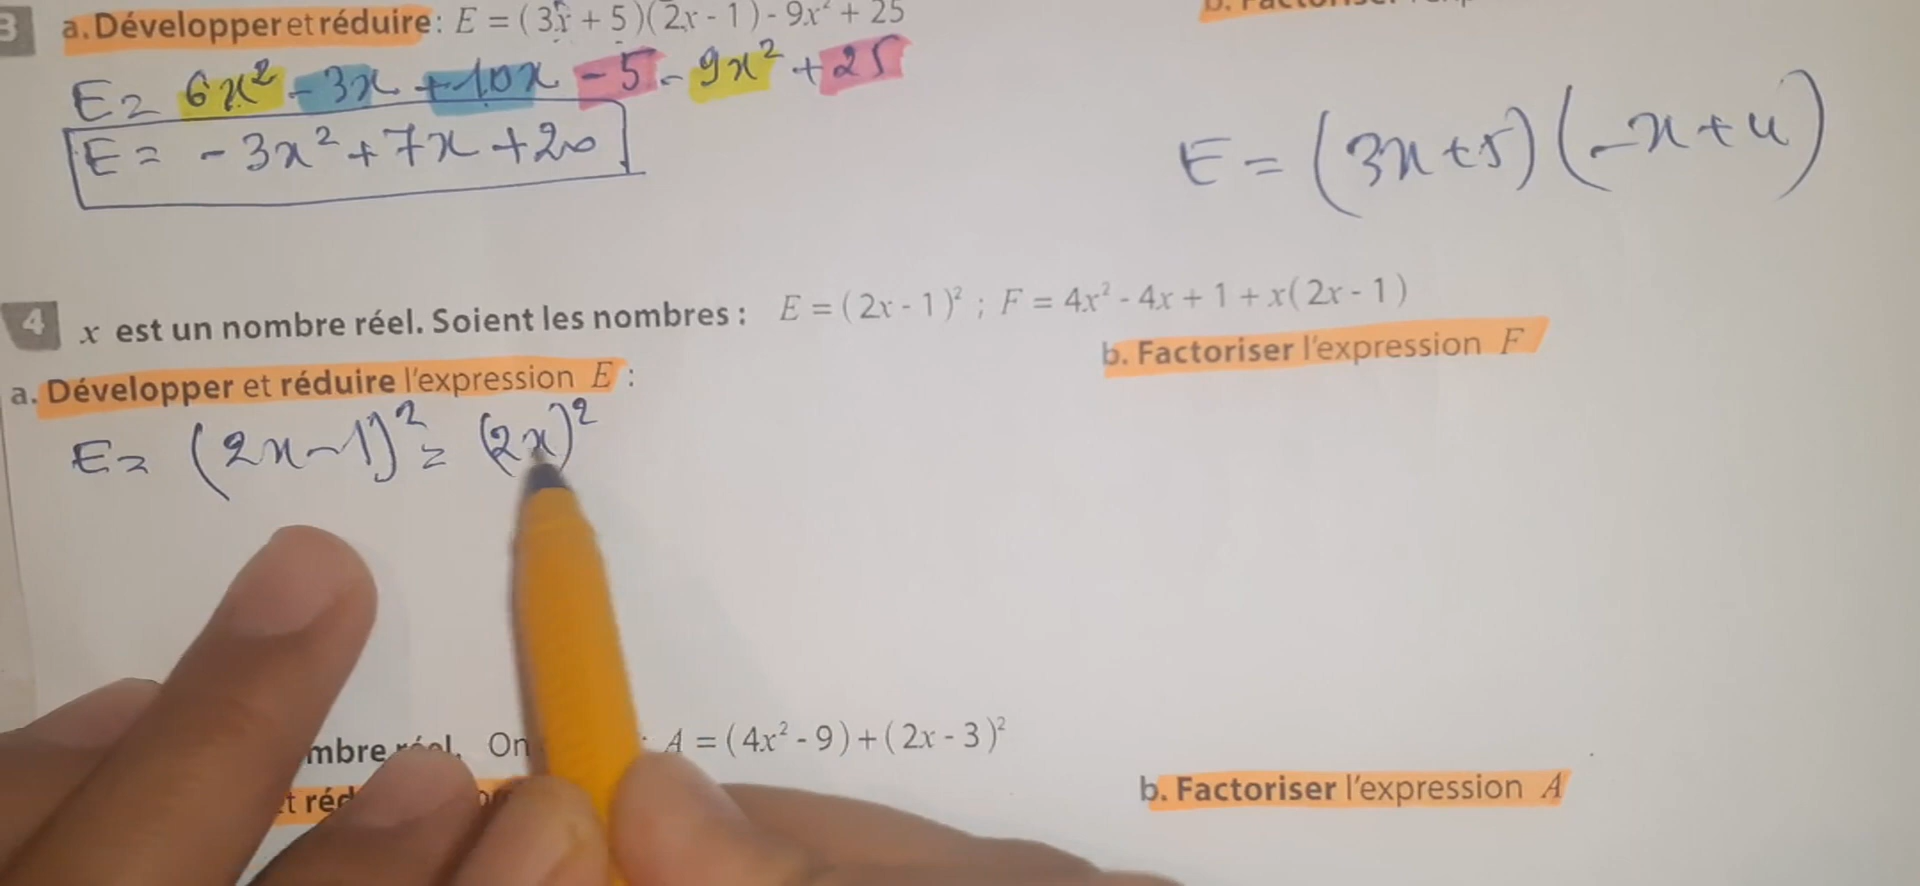 3 a. Développer et réduire : E = (3x + 5)(2x - 1) - 9x² + 25
E = 6x² - 3x + 10x - 5 - 9x² + 25
E = - 3x² + 7x + 20
E = (3x + 5)(-x + 4)
4 x est un nombre réel. Soient les nombres : E = (2x - 1)² ; F = 4x² - 4x + 1 + x(2x - 1)
a. Développer et réduire l'expression E :
b. Factoriser l'expression F
E = (2x - 1)² = (2x)²
mbre réel. On A = (4x² - 9) + (2x - 3)²
t réd
b. Factoriser l'expression A